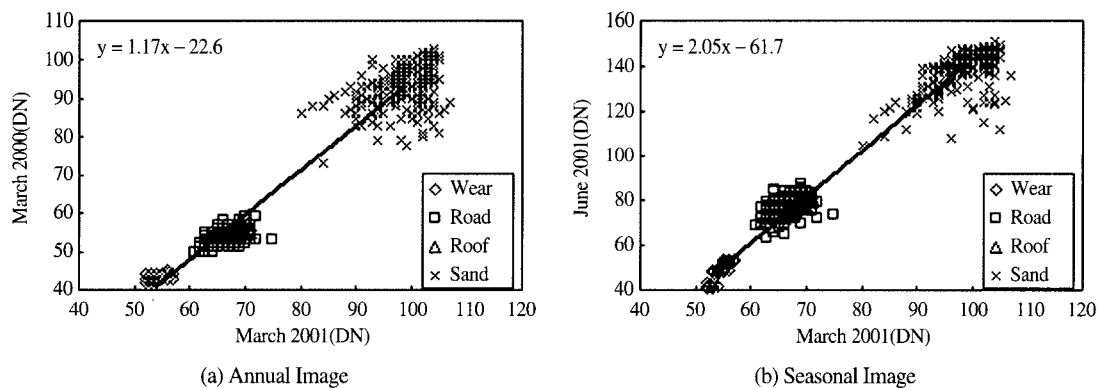 110
100
90
80
70
60
50
40
March 2000(DN)
y = 1.17x − 22.6
Wear
Road
Roof
Sand
40 50 60 70 80 90 100 110 120
March 2001(DN)
(a) Annual Image
160
140
120
100
80
60
40
June 2001(DN)
y = 2.05x − 61.7
Wear
Road
Roof
Sand
40 50 60 70 80 90 100 110 120
March 2001(DN)
(b) Seasonal Image